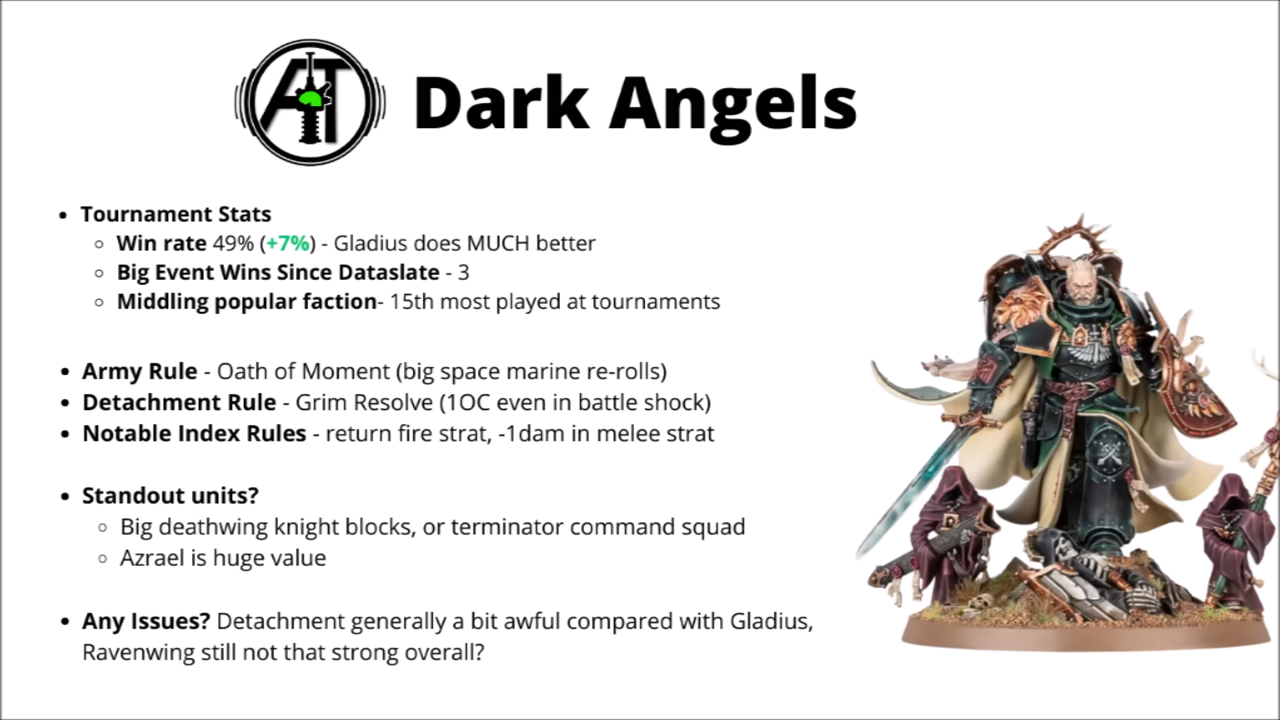 AT
Dark Angels
• Tournament Stats
◦ Win rate 49% (+7%) - Gladius does MUCH better
◦ Big Event Wins Since Dataslate - 3
◦ Middling popular faction- 15th most played at tournaments
• Army Rule - Oath of Moment (big space marine re-rolls)
• Detachment Rule - Grim Resolve (1OC even in battle shock)
• Notable Index Rules - return fire strat, -1dam in melee strat
• Standout units?
◦ Big deathwing knight blocks, or terminator command squad
◦ Azrael is huge value
• Any Issues? Detachment generally a bit awful compared with Gladius,
Ravenwing still not that strong overall?